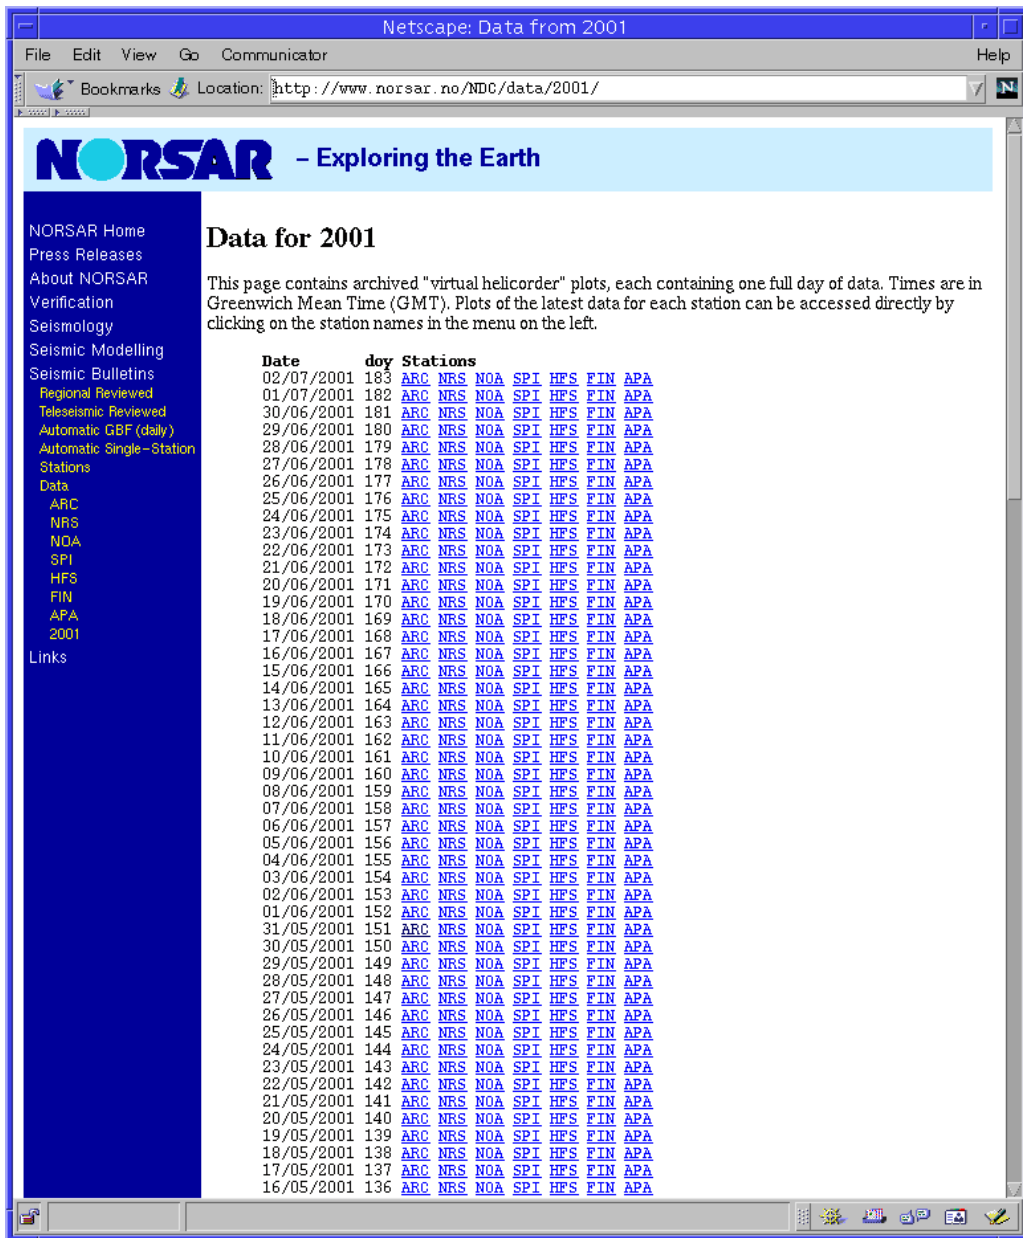 Netscape: Data from 2001
File Edit View Go Communicator Help
Bookmarks Location: http://www.norsar.no/NDC/data/2001/
N
NORSAR – Exploring the Earth
NORSAR Home
Press Releases
About NORSAR
Verification
Seismology
Seismic Modelling
Seismic Bulletins
Regional Reviewed
Teleseismic Reviewed
Automatic GBF (daily)
Automatic Single-Station
Stations
Data
ARC
NRS
NOA
SPI
HFS
FIN
APA
2001
Links
Data for 2001
This page contains archived "virtual helicorder" plots, each containing one full day of data. Times are in
Greenwich Mean Time (GMT). Plots of the latest data for each station can be accessed directly by
clicking on the station names in the menu on the left.
Date doy Stations
02/07/2001 183 ARC NRS NOA SPI HFS FIN APA
01/07/2001 182 ARC NRS NOA SPI HFS FIN APA
30/06/2001 181 ARC NRS NOA SPI HFS FIN APA
29/06/2001 180 ARC NRS NOA SPI HFS FIN APA
28/06/2001 179 ARC NRS NOA SPI HFS FIN APA
27/06/2001 178 ARC NRS NOA SPI HFS FIN APA
26/06/2001 177 ARC NRS NOA SPI HFS FIN APA
25/06/2001 176 ARC NRS NOA SPI HFS FIN APA
24/06/2001 175 ARC NRS NOA SPI HFS FIN APA
23/06/2001 174 ARC NRS NOA SPI HFS FIN APA
22/06/2001 173 ARC NRS NOA SPI HFS FIN APA
21/06/2001 172 ARC NRS NOA SPI HFS FIN APA
20/06/2001 171 ARC NRS NOA SPI HFS FIN APA
19/06/2001 170 ARC NRS NOA SPI HFS FIN APA
18/06/2001 169 ARC NRS NOA SPI HFS FIN APA
17/06/2001 168 ARC NRS NOA SPI HFS FIN APA
16/06/2001 167 ARC NRS NOA SPI HFS FIN APA
15/06/2001 166 ARC NRS NOA SPI HFS FIN APA
14/06/2001 165 ARC NRS NOA SPI HFS FIN APA
13/06/2001 164 ARC NRS NOA SPI HFS FIN APA
12/06/2001 163 ARC NRS NOA SPI HFS FIN APA
11/06/2001 162 ARC NRS NOA SPI HFS FIN APA
10/06/2001 161 ARC NRS NOA SPI HFS FIN APA
09/06/2001 160 ARC NRS NOA SPI HFS FIN APA
08/06/2001 159 ARC NRS NOA SPI HFS FIN APA
07/06/2001 158 ARC NRS NOA SPI HFS FIN APA
06/06/2001 157 ARC NRS NOA SPI HFS FIN APA
05/06/2001 156 ARC NRS NOA SPI HFS FIN APA
04/06/2001 155 ARC NRS NOA SPI HFS FIN APA
03/06/2001 154 ARC NRS NOA SPI HFS FIN APA
02/06/2001 153 ARC NRS NOA SPI HFS FIN APA
01/06/2001 152 ARC NRS NOA SPI HFS FIN APA
31/05/2001 151 ARC NRS NOA SPI HFS FIN APA
30/05/2001 150 ARC NRS NOA SPI HFS FIN APA
29/05/2001 149 ARC NRS NOA SPI HFS FIN APA
28/05/2001 148 ARC NRS NOA SPI HFS FIN APA
27/05/2001 147 ARC NRS NOA SPI HFS FIN APA
26/05/2001 146 ARC NRS NOA SPI HFS FIN APA
25/05/2001 145 ARC NRS NOA SPI HFS FIN APA
24/05/2001 144 ARC NRS NOA SPI HFS FIN APA
23/05/2001 143 ARC NRS NOA SPI HFS FIN APA
22/05/2001 142 ARC NRS NOA SPI HFS FIN APA
21/05/2001 141 ARC NRS NOA SPI HFS FIN APA
20/05/2001 140 ARC NRS NOA SPI HFS FIN APA
19/05/2001 139 ARC NRS NOA SPI HFS FIN APA
18/05/2001 138 ARC NRS NOA SPI HFS FIN APA
17/05/2001 137 ARC NRS NOA SPI HFS FIN APA
16/05/2001 136 ARC NRS NOA SPI HFS FIN APA